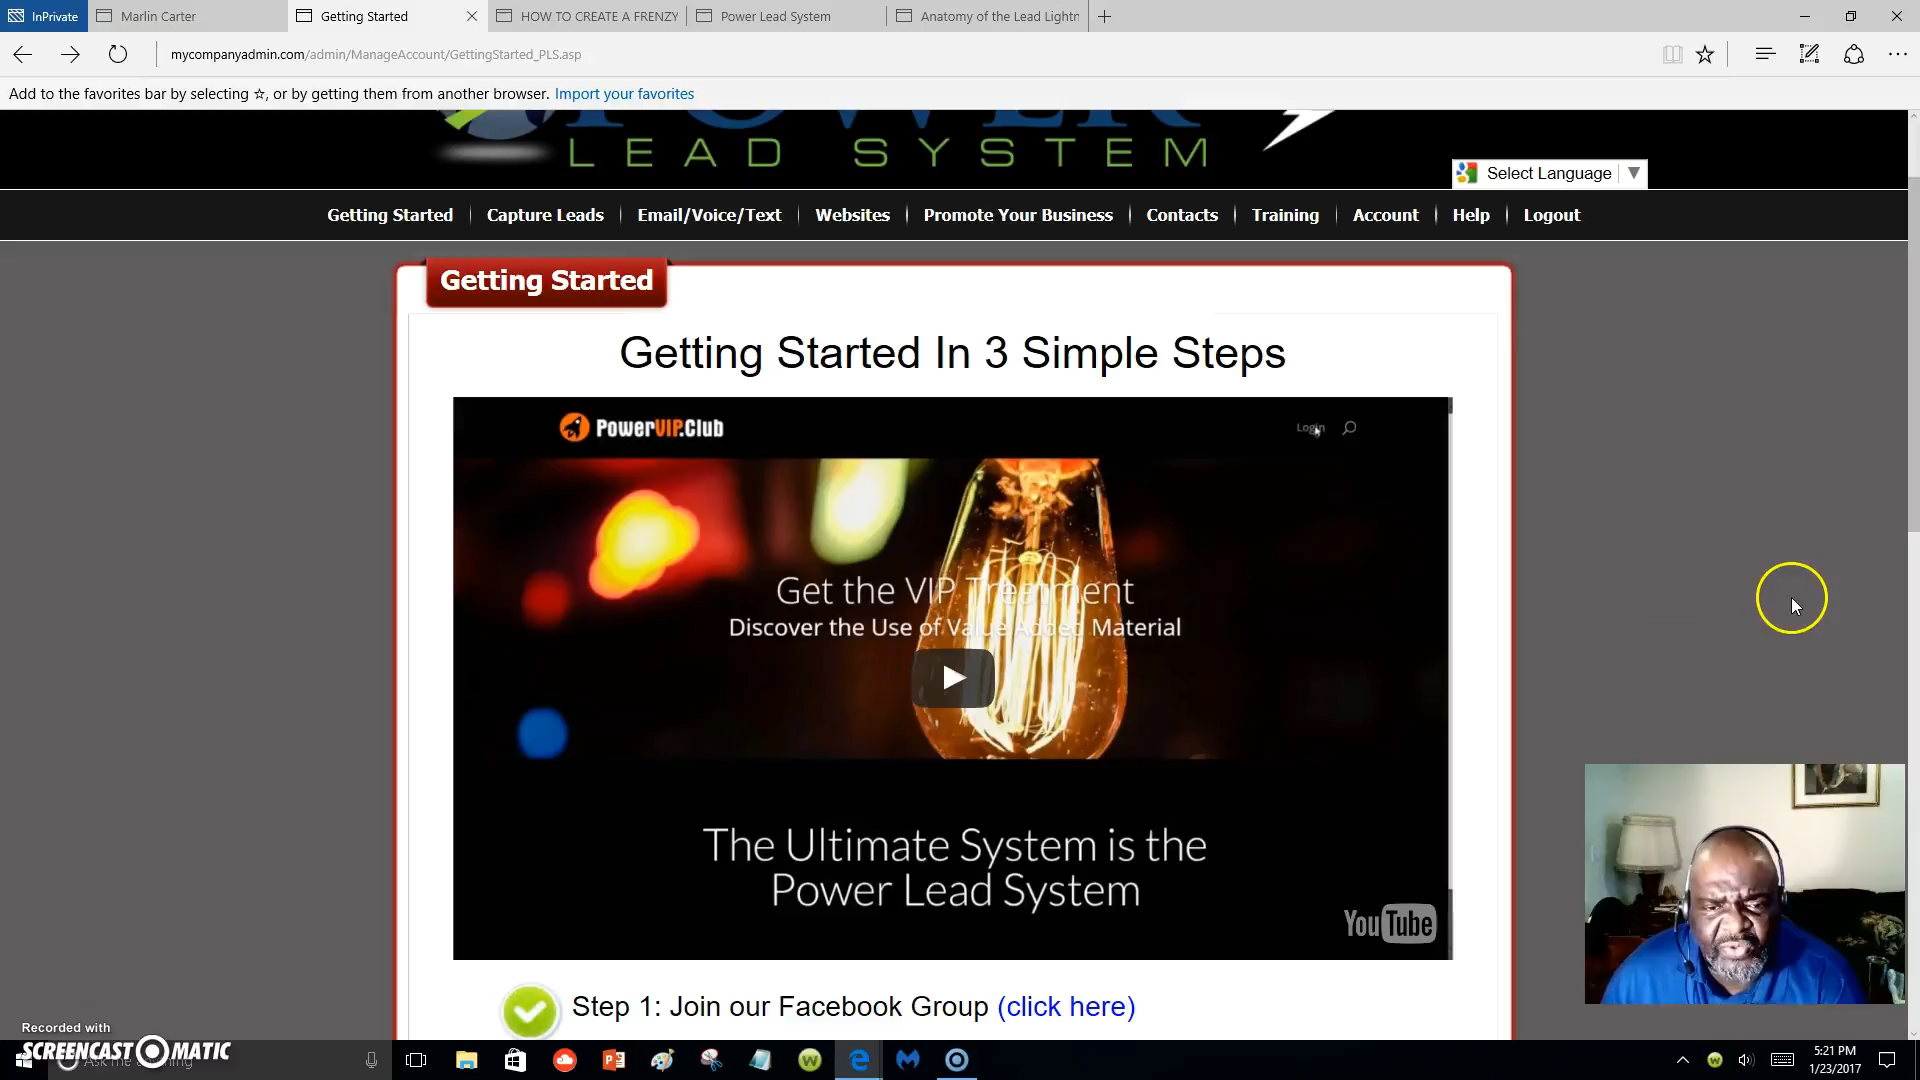 InPrivate
Marlin Carter
Getting Started
HOW TO CREATE A FRENZY
Power Lead System
Anatomy of the Lead Lightn
mycompanyadmin.com/admin/ManageAccount/GettingStarted_PLS.asp
Add to the favorites bar by selecting ☆, or by getting them from another browser. Import your favorites
POWER
LEAD SYSTEM
Select Language ▼
Getting Started
Capture Leads
Email/Voice/Text
Websites
Promote Your Business
Contacts
Training
Account
Help
Logout
Getting Started
Getting Started In 3 Simple Steps
PowerVIP.Club
Login
Get the VIP Treatment
Discover the Use of Value Added Material
The Ultimate System is the
Power Lead System
YouTube
Step 1: Join our Facebook Group (click here)
Recorded with
SCREENCAST MATIC
Ask me anything
5:21 PM
1/23/2017